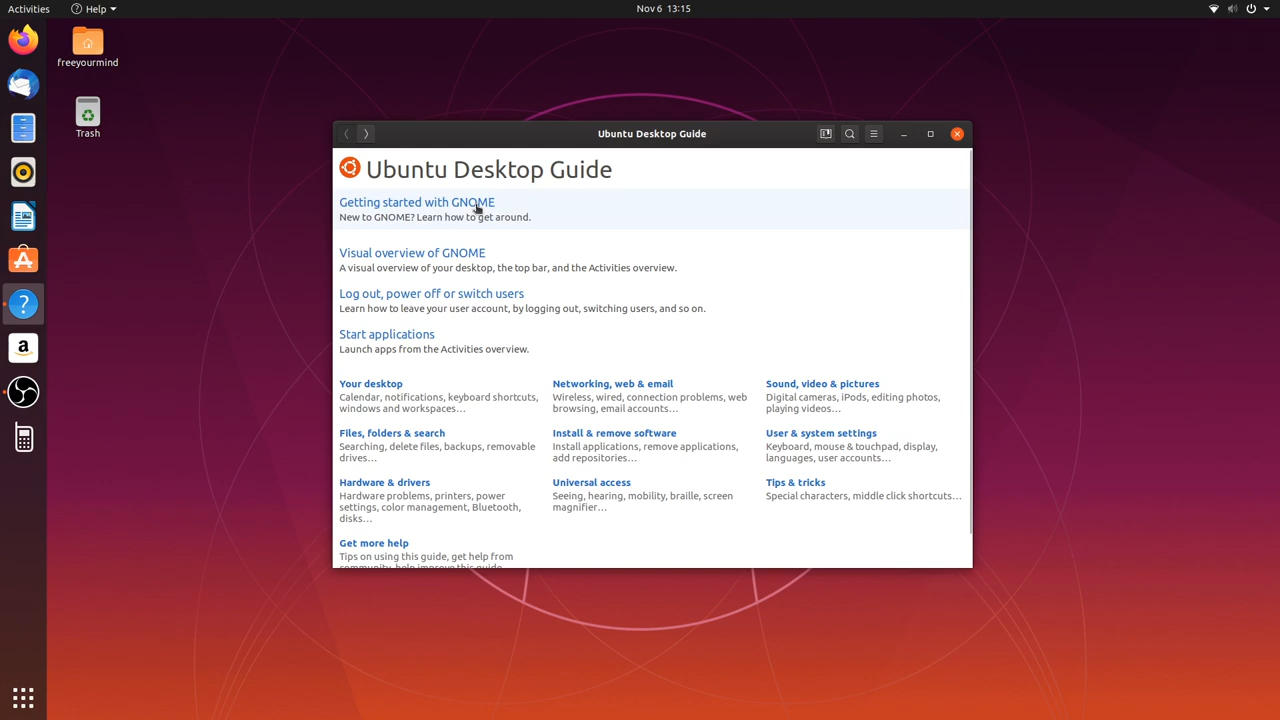 Activities
Help
Nov 6 13:15
freeyourmind
Trash
Ubuntu Desktop Guide
Ubuntu Desktop Guide
Getting started with GNOME
New to GNOME? Learn how to get around.
Visual overview of GNOME
A visual overview of your desktop, the top bar, and the Activities overview.
Log out, power off or switch users
Learn how to leave your user account, by logging out, switching users, and so on.
Start applications
Launch apps from the Activities overview.
Your desktop
Calendar, notifications, keyboard shortcuts,
windows and workspaces…
Networking, web & email
Wireless, wired, connection problems, web
browsing, email accounts…
Sound, video & pictures
Digital cameras, iPods, editing photos,
playing videos…
Files, folders & search
Searching, delete files, backups, removable
drives…
Install & remove software
Install applications, remove applications,
add repositories…
User & system settings
Keyboard, mouse & touchpad, display,
languages, user accounts…
Hardware & drivers
Hardware problems, printers, power
settings, color management, Bluetooth,
disks…
Universal access
Seeing, hearing, mobility, braille, screen
magnifier…
Tips & tricks
Special characters, middle click shortcuts…
Get more help
Tips on using this guide, get help from
community, help improve this guide